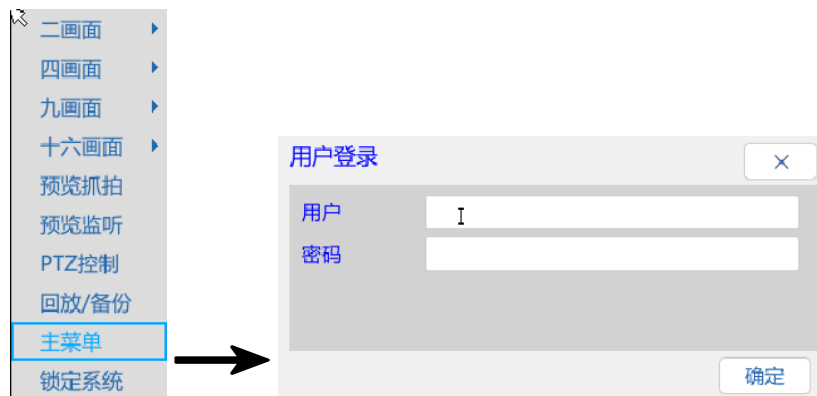 二画面
四画面
九画面
十六画面
预览抓拍
预览监听
PTZ控制
回放/备份
主菜单
锁定系统
用户登录
用户
密码
确定